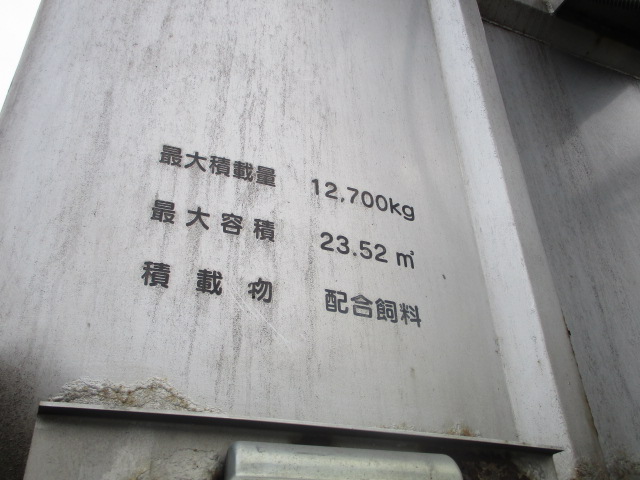 最大積載量 12,700kg
最大容積 23.52 ㎥
積載物 配合飼料